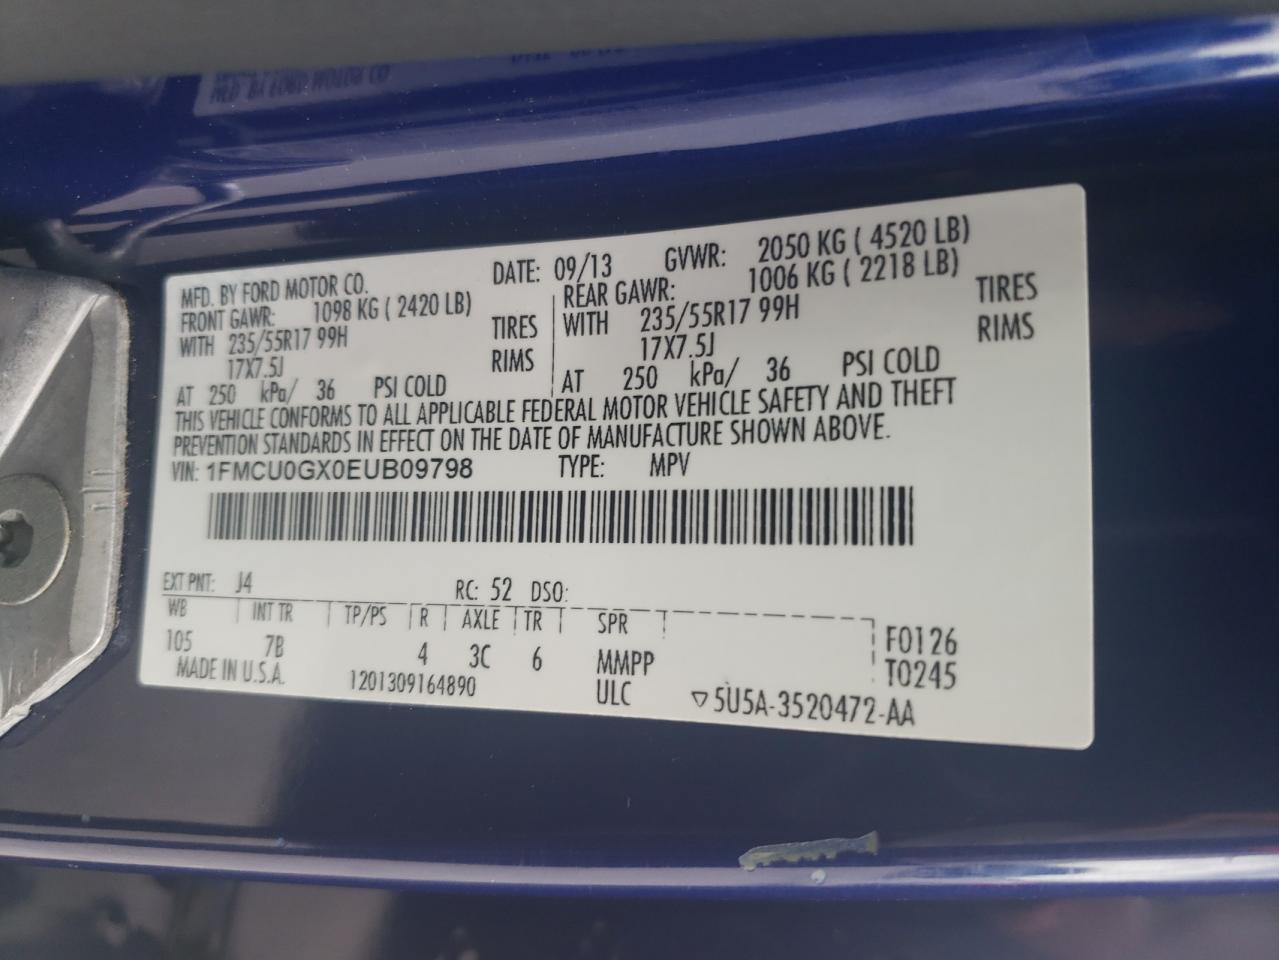 MFD. BY FORD MOTOR CO.
DATE: 09/13 GVWR: 2050 KG ( 4520 LB)
FRONT GAWR: 1098 KG ( 2420 LB) REAR GAWR: 1006 KG ( 2218 LB)
WITH 235/55R17 99H TIRES WITH 235/55R17 99H TIRES
17X7.5J RIMS 17X7.5J RIMS
AT 250 kPa/ 36 PSI COLD AT 250 kPa/ 36 PSI COLD
THIS VEHICLE CONFORMS TO ALL APPLICABLE FEDERAL MOTOR VEHICLE SAFETY AND THEFT
PREVENTION STANDARDS IN EFFECT ON THE DATE OF MANUFACTURE SHOWN ABOVE.
VIN: 1FMCU0GX0EUB09798 TYPE: MPV
EXT PNT: J4 RC: 52 DSO:
WB INT TR TP/PS R AXLE TR SPR
105 7B 4 3C 6 MMPP F0126
MADE IN U.S.A. 1201309164890 ULC T0245
▽5U5A-3520472-AA